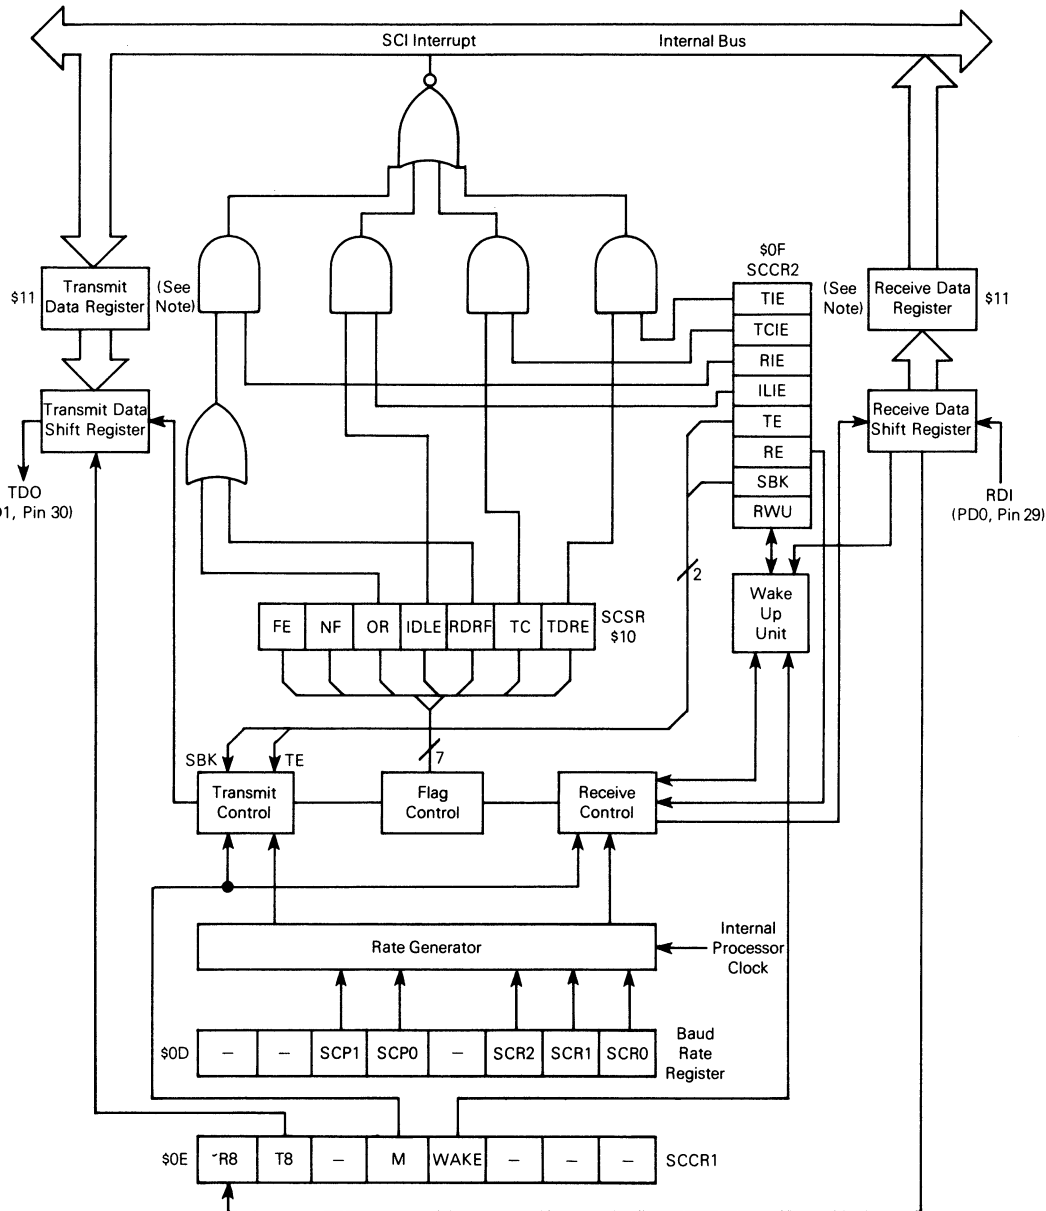 SCI Interrupt
Internal Bus
$0F
SCCR2
$11
Transmit
Data Register
(See
Note)
TIE
TCIE
RIE
ILIE
TE
RE
SBK
RWU
(See
Note)
Receive Data
Register
$11
Transmit Data
Shift Register
Receive Data
Shift Register
TDO
1, Pin 30)
RDI
(PD0, Pin 29)
2
Wake
Up
Unit
FE
NF
OR
IDLE
RDRF
TC
TDRE
SCSR
$10
7
SBK
TE
Transmit
Control
Flag
Control
Receive
Control
Rate Generator
Internal
Processor
Clock
$0D
–
–
SCP1
SCP0
–
SCR2
SCR1
SCR0
Baud
Rate
Register
$0E
R8
T8
–
M
WAKE
–
–
–
SCCR1